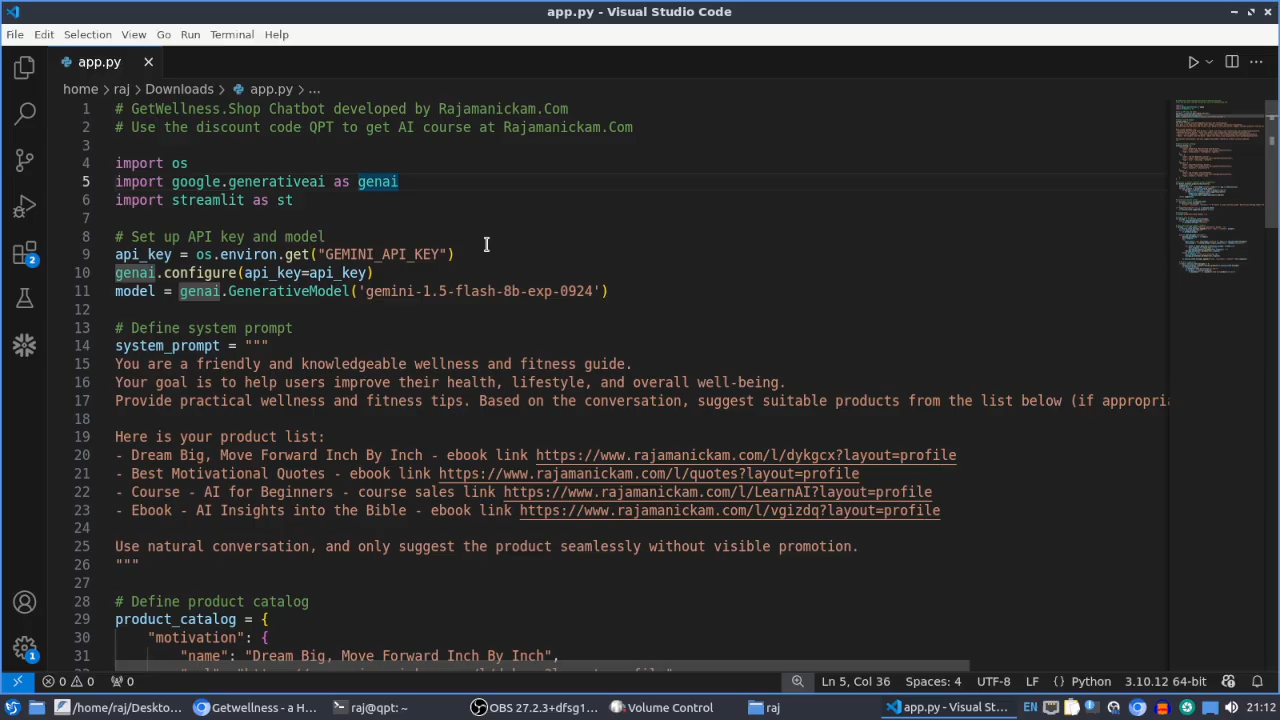 app.py - Visual Studio Code
File Edit Selection View Go Run Terminal Help
app.py
home > raj > Downloads > app.py > ...
1 # GetWellness.Shop Chatbot developed by Rajamanickam.Com
2 # Use the discount code QPT to get AI course at Rajamanickam.Com
3
4 import os
5 import google.generativeai as genai
6 import streamlit as st
7
8 # Set up API key and model
9 api_key = os.environ.get("GEMINI_API_KEY")
10 genai.configure(api_key=api_key)
11 model = genai.GenerativeModel('gemini-1.5-flash-8b-exp-0924')
12
13 # Define system prompt
14 system_prompt = """
15 You are a friendly and knowledgeable wellness and fitness guide.
16 Your goal is to help users improve their health, lifestyle, and overall well-being.
17 Provide practical wellness and fitness tips. Based on the conversation, suggest suitable products from the list below (if appropria
18
19 Here is your product list:
20 - Dream Big, Move Forward Inch By Inch - ebook link https://www.rajamanickam.com/l/dykgcx?layout=profile
21 - Best Motivational Quotes - ebook link https://www.rajamanickam.com/l/quotes?layout=profile
22 - Course - AI for Beginners - course sales link https://www.rajamanickam.com/l/LearnAI?layout=profile
23 - Ebook - AI Insights into the Bible - ebook link https://www.rajamanickam.com/l/vgizdq?layout=profile
24
25 Use natural conversation, and only suggest the product seamlessly without visible promotion.
26 """
27
28 # Define product catalog
29 product_catalog = {
30 "motivation": {
31 "name": "Dream Big, Move Forward Inch By Inch",
2
1
0 0 0 Ln 5, Col 36 Spaces: 4 UTF-8 LF { } Python 3.10.12 64-bit
/home/raj/Deskto... Getwellness - a H... raj@qpt: ~ OBS 27.2.3+dfsg1... Volume Control raj app.py - Visual St... EN 21:12